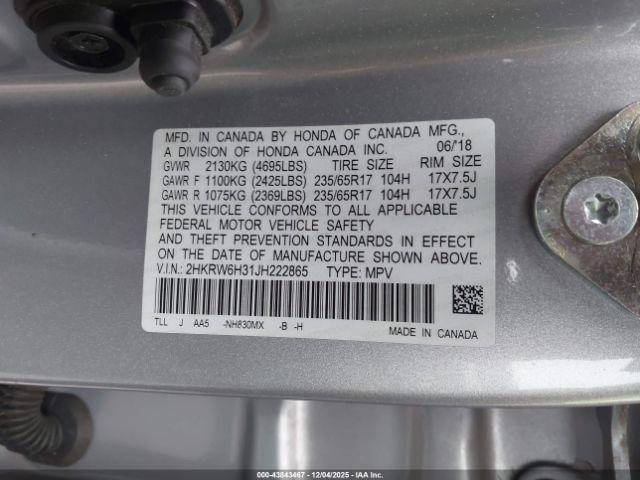 MFD. IN CANADA BY HONDA OF CANADA MFG.,
A DIVISION OF HONDA CANADA INC. 06/'18
GVWR 2130KG (4695LBS) TIRE SIZE RIM SIZE
GAWR F 1100KG (2425LBS) 235/65R17 104H 17X7.5J
GAWR R 1075KG (2369LBS) 235/65R17 104H 17X7.5J
THIS VEHICLE CONFORMS TO ALL APPLICABLE
FEDERAL MOTOR VEHICLE SAFETY
AND THEFT PREVENTION STANDARDS IN EFFECT
ON THE DATE OF MANUFACTURE SHOWN ABOVE.
V.I.N.: 2HKRW6H31JH222865 TYPE: MPV
TLL J AA5 -NH830MX -B -H
MADE IN CANADA
00-43843467 - 12/04/2025 - IAA, Inc.